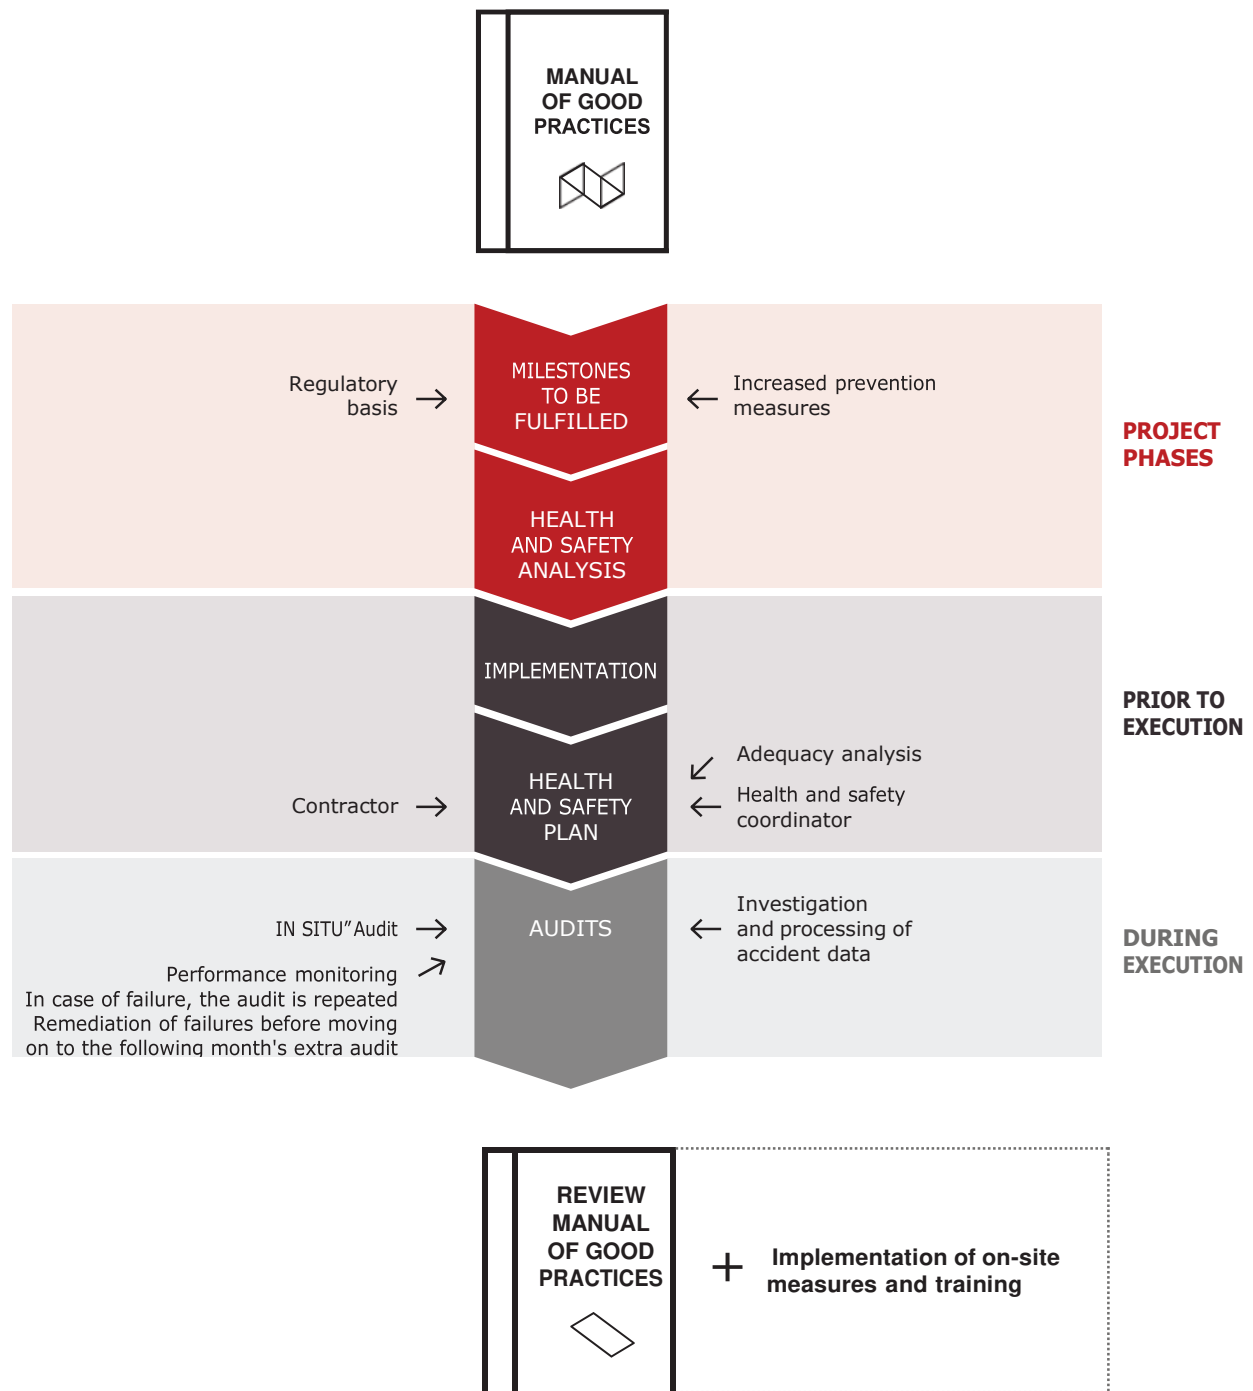 MANUAL
OF GOOD
PRACTICES
Regulatory
basis
MILESTONES
TO BE
FULFILLED
Increased prevention
measures
PROJECT
PHASES
HEALTH
AND SAFETY
ANALYSIS
IMPLEMENTATION
PRIOR TO
EXECUTION
Contractor
HEALTH
AND SAFETY
PLAN
Adequacy analysis
Health and safety
coordinator
IN SITU” Audit
Performance monitoring
In case of failure, the audit is repeated
Remediation of failures before moving
on to the following month's extra audit
AUDITS
Investigation
and processing of
accident data
DURING
EXECUTION
REVIEW
MANUAL
OF GOOD
PRACTICES
+ Implementation of on-site
measures and training